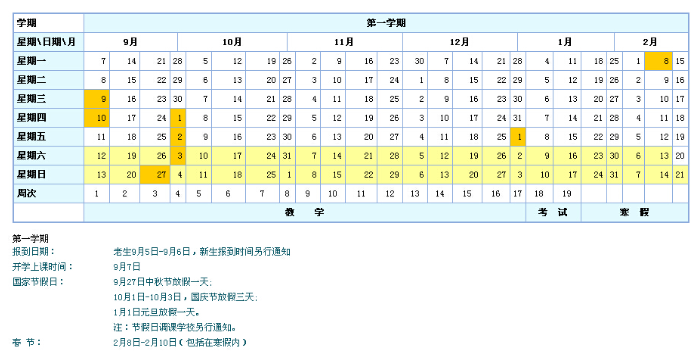 学期 第一学期
星期\日期\月 9月 10月 11月 12月 1月 2月
星期一 7 14 21 28 5 12 19 26 2 9 16 23 30 7 14 21 28 4 11 18 25 1 8 15
星期二 8 15 22 29 6 13 20 27 3 10 17 24 1 8 15 22 29 5 12 19 26 2 9 16
星期三 9 16 23 30 7 14 21 28 4 11 18 25 2 9 16 23 30 6 13 20 27 3 10 17
星期四 10 17 24 1 8 15 22 29 5 12 19 26 3 10 17 24 31 7 14 21 28 4 11 18
星期五 11 18 25 2 9 16 23 30 6 13 20 27 4 11 18 25 1 8 15 22 29 5 12 19
星期六 12 19 26 3 10 17 24 31 7 14 21 28 5 12 19 26 2 9 16 23 30 6 13 20
星期日 13 20 27 4 11 18 25 1 8 15 22 29 6 13 20 27 3 10 17 24 31 7 14 21
周次 1 2 3 4 5 6 7 8 9 10 11 12 13 14 15 16 17 18 19
教 学 考 试 寒 假
第一学期
报到日期： 老生9月5日-9月6日，新生报到时间另行通知
开学上课时间： 9月7日
国家节假日： 9月27日中秋节放假一天;
10月1日-10月3日，国庆节放假三天;
1月1日元旦放假一天。
注：节假日调课学校另行通知。
春 节： 2月8日-2月10日（包括在寒假内）